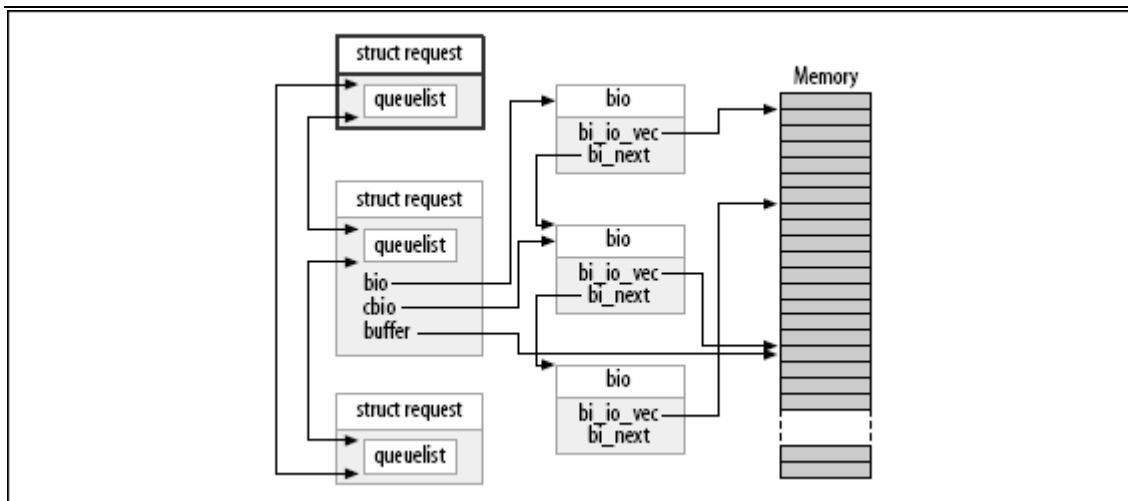 struct request
queuelist
struct request
queuelist
bio
cbio
buffer
struct request
queuelist
bio
bi_io_vec
bi_next
bio
bi_io_vec
bi_next
bio
bi_io_vec
bi_next
Memory